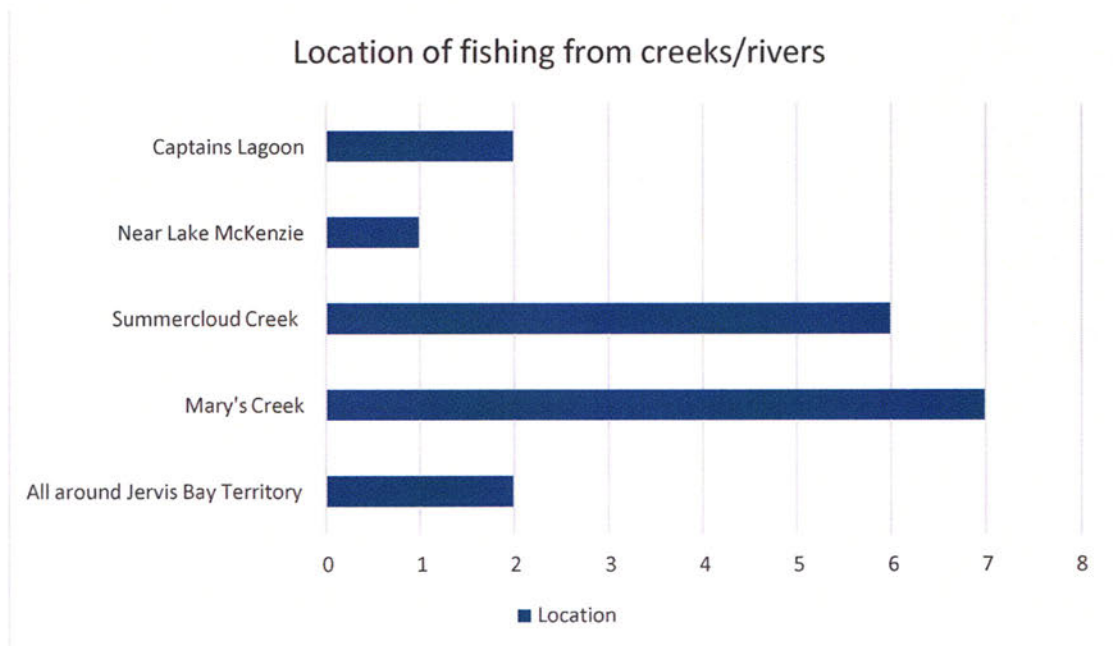 Location of fishing from creeks/rivers
Captains Lagoon
Near Lake McKenzie
Summercloud Creek
Mary's Creek
All around Jervis Bay Territory
0 1 2 3 4 5 6 7 8
Location